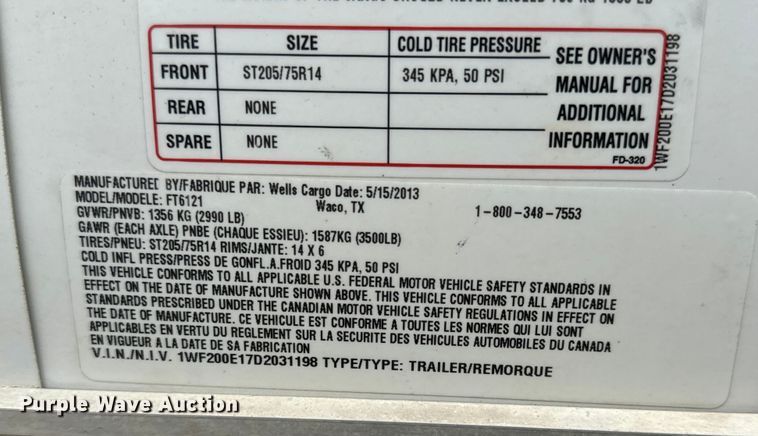 TIRE SIZE COLD TIRE PRESSURE SEE OWNER'S MANUAL FOR ADDITIONAL INFORMATION
FRONT ST205/75R14 345 KPA, 50 PSI
REAR NONE
SPARE NONE
FD-320
1WF200E17D2031198
MANUFACTURED BY/FABRIQUE PAR: Wells Cargo Date: 5/15/2013
Waco, TX 1-800-348-7553
MODEL/MODELE: FT6121
GVWR/PNVB: 1356 KG (2990 LB)
GAWR (EACH AXLE) PNBE (CHAQUE ESSIEU): 1587KG (3500LB)
TIRES/PNEU: ST205/75R14 RIMS/JANTE: 14 X 6
COLD INFL PRESS/PRESS DE GONFL.A.FROID 345 KPA, 50 PSI
THIS VEHICLE CONFORMS TO ALL APPLICABLE U.S. FEDERAL MOTOR VEHICLE SAFETY STANDARDS IN
EFFECT ON THE DATE OF MANUFACTURE SHOWN ABOVE. THIS VEHICLE CONFORMS TO ALL APPLICABLE
STANDARDS PRESCRIBED UNDER THE CANADIAN MOTOR VEHICLE SAFETY REGULATIONS IN EFFECT ON
THE DATE OF MANUFACTURE. CE VEHICULE EST CONFORME A TOUTES LES NORMES QUI LUI SONT
APPLICABLES EN VERTU DU REGLEMENT SUR LA SECURITE DES VEHICULES AUTOMOBILES DU CANADA
EN VIGUEUR A LA DATE DE SA FABRICATION
V.I.N./N.I.V. 1WF200E17D2031198 TYPE/TYPE: TRAILER/REMORQUE
Purple Wave Auction